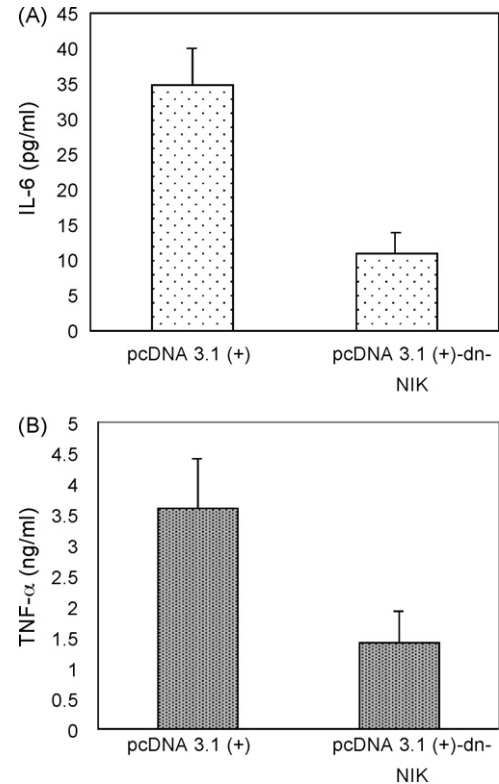 (A)
IL-6 (pg/ml)
45
40
35
30
25
20
15
10
5
0
pcDNA 3.1 (+)
pcDNA 3.1 (+)-dn-
NIK
(B)
TNF-α (ng/ml)
5
4.5
4
3.5
3
2.5
2
1.5
1
0.5
0
pcDNA 3.1 (+)
pcDNA 3.1 (+)-dn-
NIK